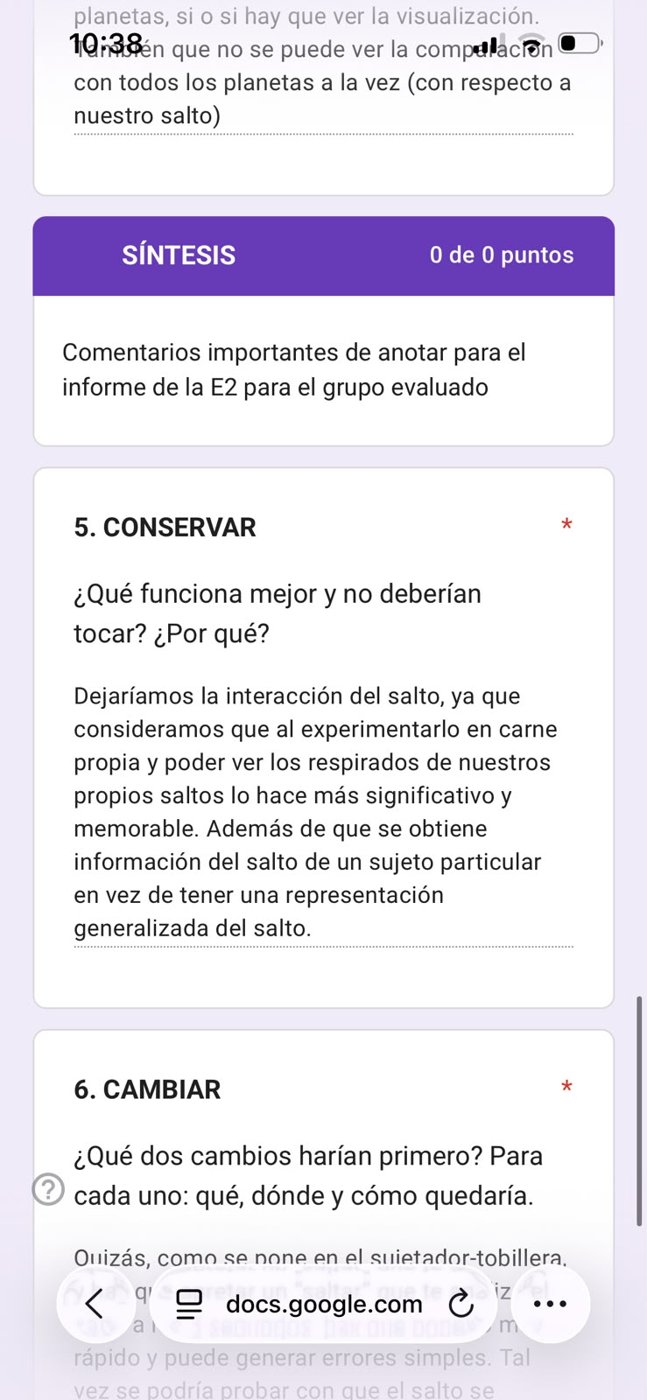 planetas, si o si hay que ver la visualización.
10:38
También que no se puede ver la comparación
con todos los planetas a la vez (con respecto a
nuestro salto)
SÍNTESIS
0 de 0 puntos
Comentarios importantes de anotar para el
informe de la E2 para el grupo evaluado
5. CONSERVAR
*
¿Qué funciona mejor y no deberían
tocar? ¿Por qué?
Dejaríamos la interacción del salto, ya que
consideramos que al experimentarlo en carne
propia y poder ver los respirados de nuestros
propios saltos lo hace más significativo y
memorable. Además de que se obtiene
información del salto de un sujeto particular
en vez de tener una representación
generalizada del salto.
6. CAMBIAR
*
¿Qué dos cambios harían primero? Para
cada uno: qué, dónde y cómo quedaría.
?
Quizás, como se pone en el sujetador-tobillera,
docs.google.com
rápido y puede generar errores simples. Tal
vez se podría probar con que el salto se